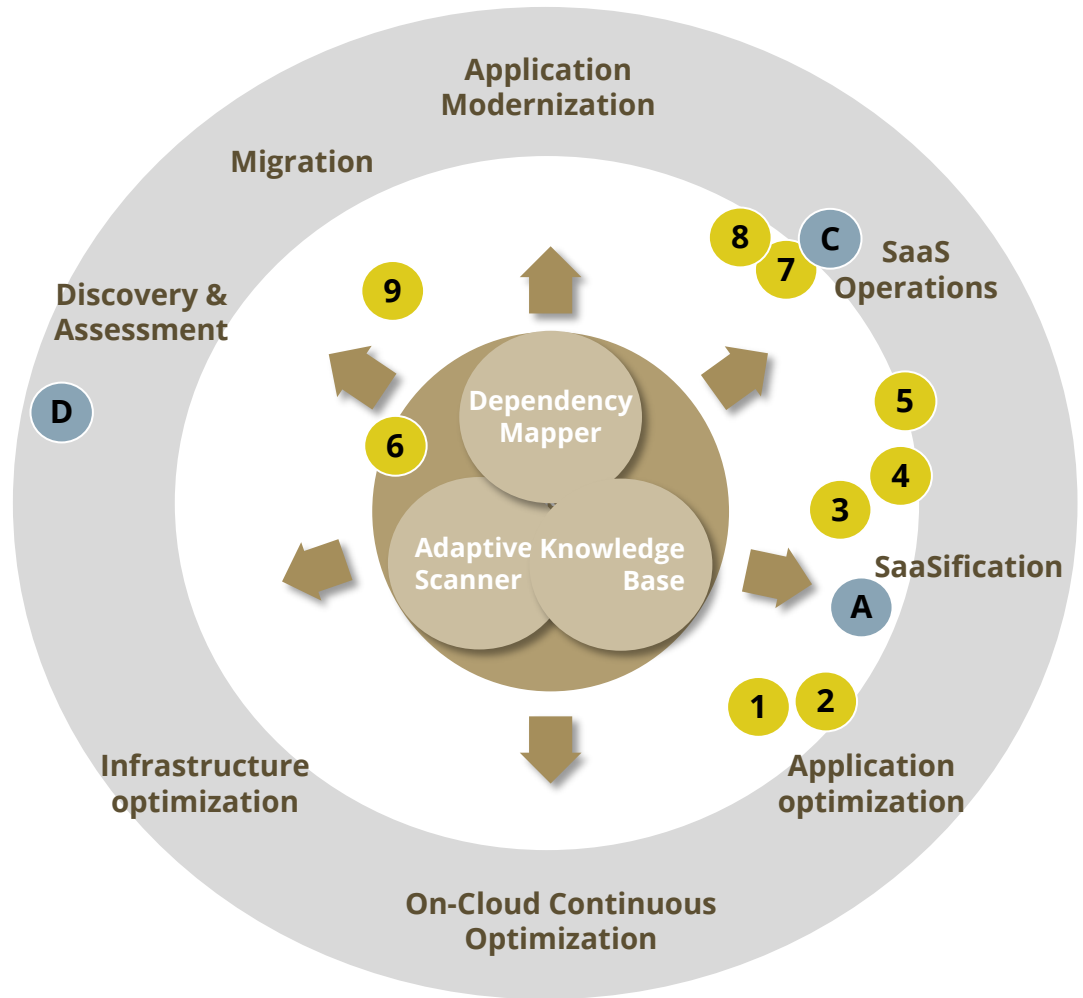 Application
Modernization
Migration
8
C
7
SaaS
Operations
9
Discovery &
Assessment
D
5
Dependency
Mapper
6
4
3
Adaptive
Scanner
Knowledge
Base
SaaSification
A
1
2
Infrastructure
optimization
Application
optimization
On-Cloud Continuous
Optimization